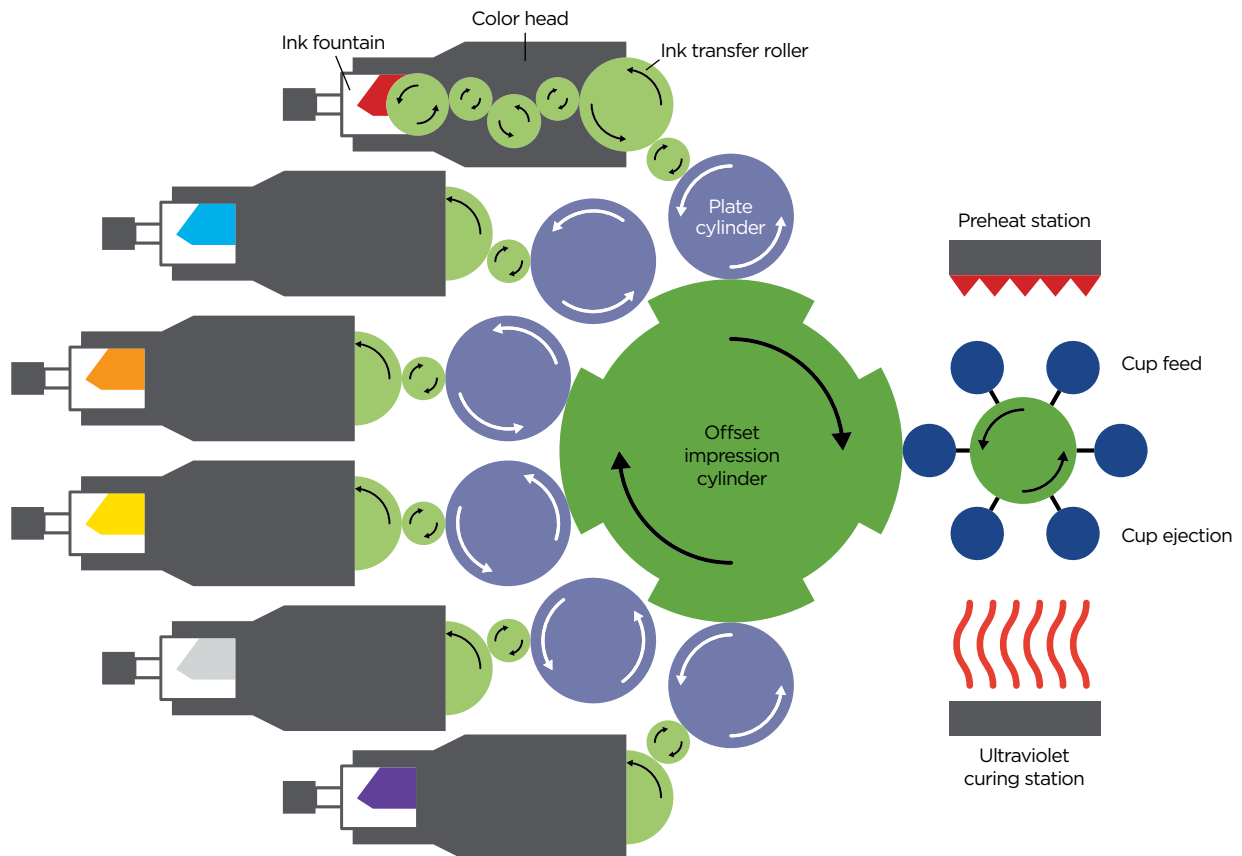 Color head
Ink fountain
Ink transfer roller
Plate
cylinder
Preheat station
Cup feed
Offset
impression
cylinder
Cup ejection
Ultraviolet
curing station